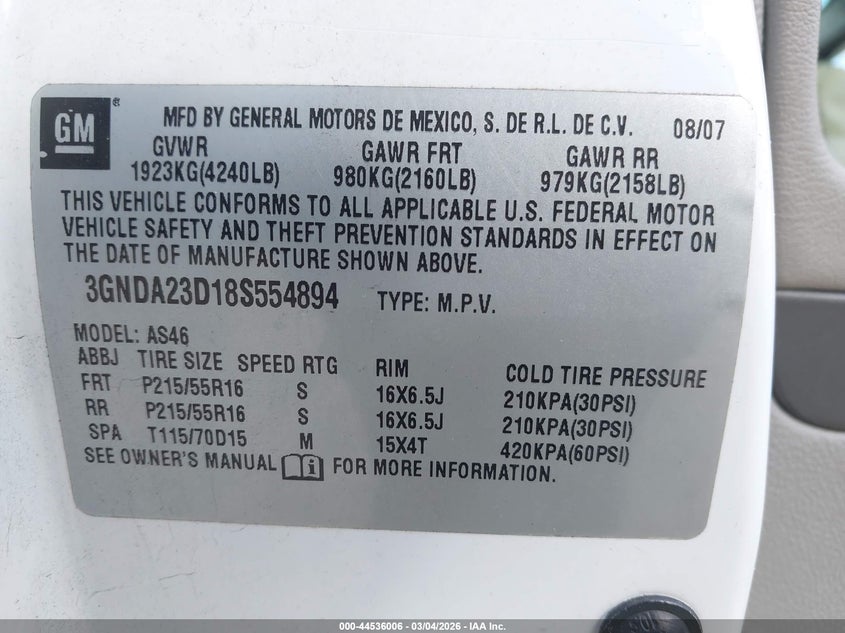 GM ®
MFD BY GENERAL MOTORS DE MEXICO, S. DE R.L. DE C.V. 08/07
GVWR GAWR FRT GAWR RR
1923KG(4240LB) 980KG(2160LB) 979KG(2158LB)
THIS VEHICLE CONFORMS TO ALL APPLICABLE U.S. FEDERAL MOTOR
VEHICLE SAFETY AND THEFT PREVENTION STANDARDS IN EFFECT ON
THE DATE OF MANUFACTURE SHOWN ABOVE.
3GNDA23D18S554894 TYPE: M.P.V.
MODEL: AS46
ABBJ TIRE SIZE SPEED RTG RIM COLD TIRE PRESSURE
FRT P215/55R16 S 16X6.5J 210KPA(30PSI)
RR P215/55R16 S 16X6.5J 210KPA(30PSI)
SPA T115/70D15 M 15X4T 420KPA(60PSI)
SEE OWNER'S MANUAL i FOR MORE INFORMATION.
000-44536006 — 03/04/2026 — IAA Inc.